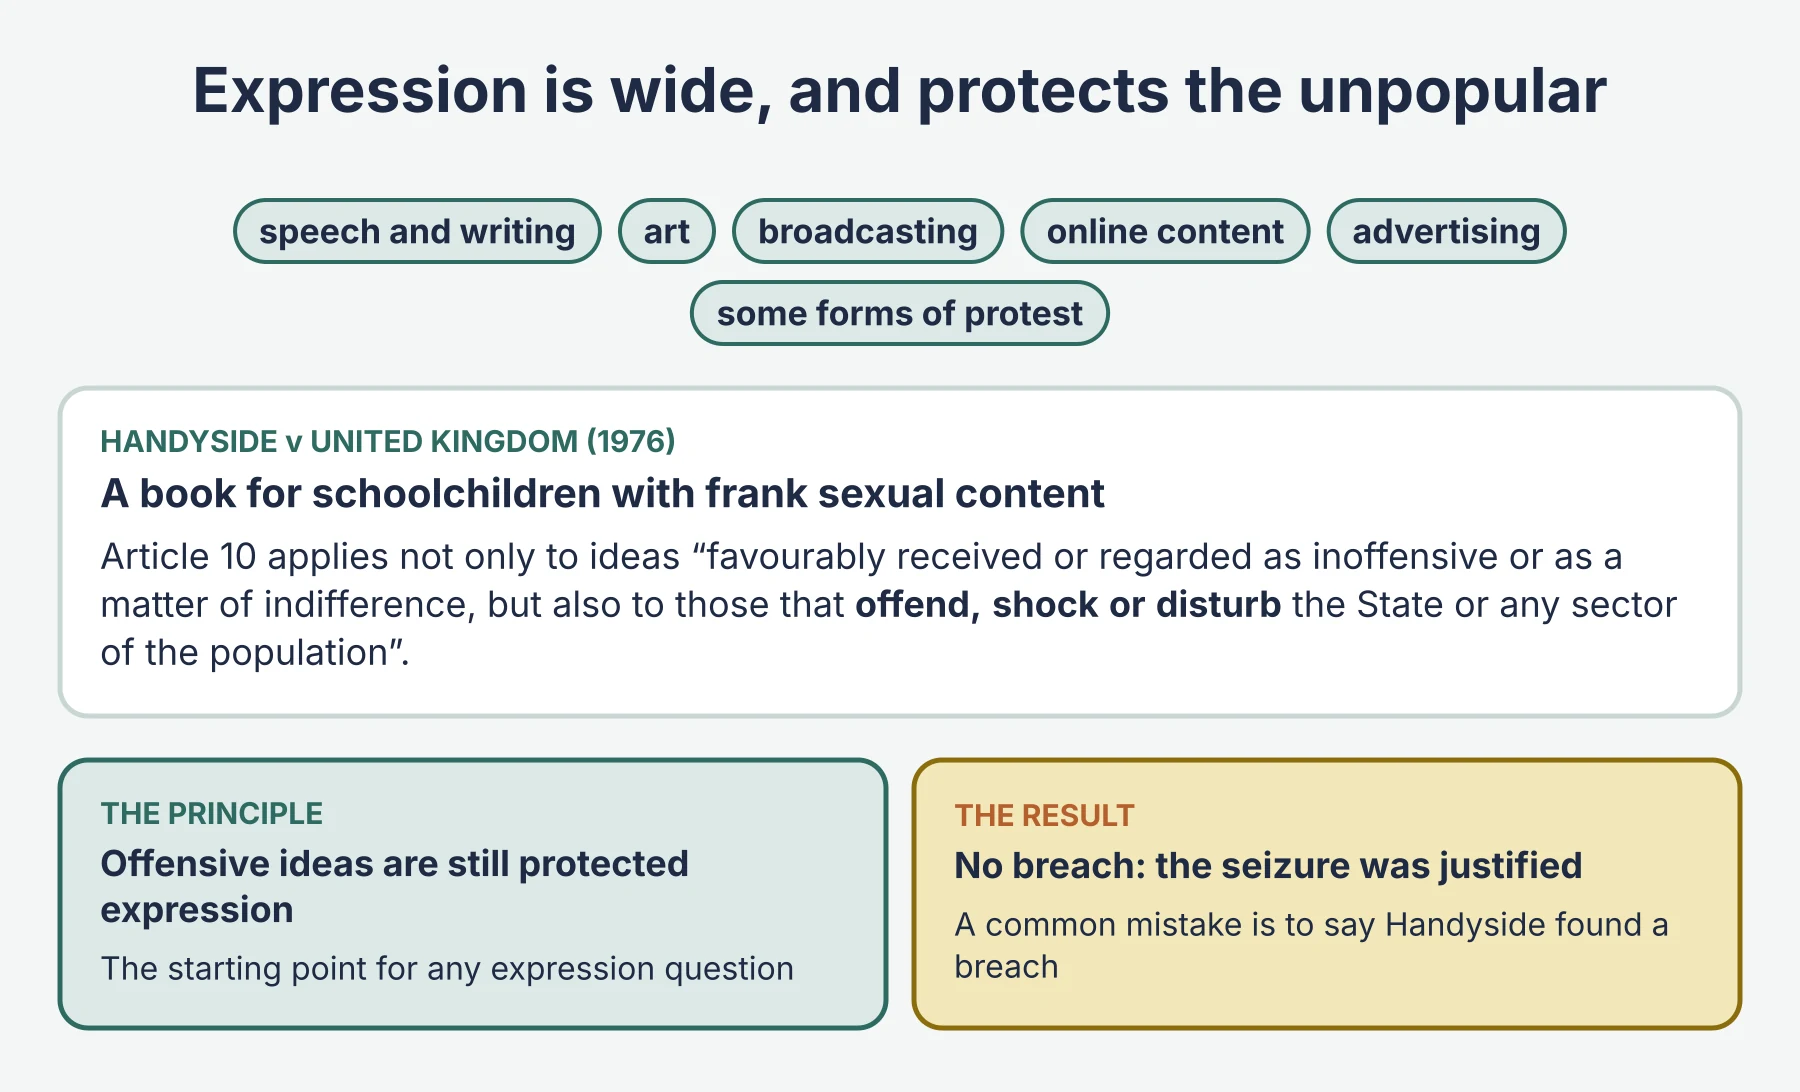 Expression is wide, and protects the unpopular
speech and writing
art
broadcasting
online content
advertising
some forms of protest
HANDYSIDE v UNITED KINGDOM (1976)
A book for schoolchildren with frank sexual content
Article 10 applies not only to ideas “favourably received or regarded as inoffensive or as a
matter of indifference, but also to those that offend, shock or disturb the State or any sector
of the population”.
THE PRINCIPLE
Offensive ideas are still protected
expression
The starting point for any expression question
THE RESULT
No breach: the seizure was justified
A common mistake is to say Handyside found a
breach